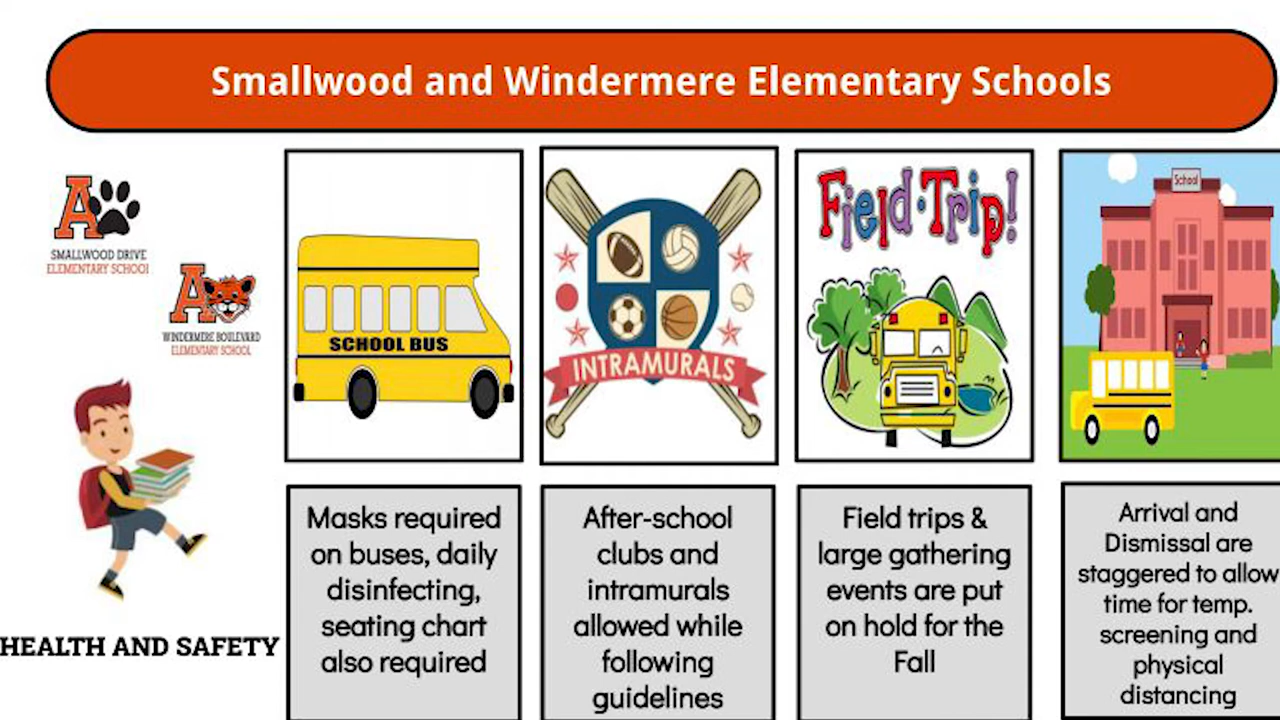 Smallwood and Windermere Elementary Schools
A
SMALLWOOD DRIVE
ELEMENTARY SCHOOL
A
WINDERMERE BOULEVARD
ELEMENTARY SCHOOL
HEALTH AND SAFETY
SCHOOL BUS
INTRAMURALS
Field·Trip!
School
Masks required
on buses, daily
disinfecting,
seating chart
also required
After-school
clubs and
intramurals
allowed while
following
guidelines
Field trips &
large gathering
events are put
on hold for the
Fall
Arrival and
Dismissal are
staggered to allow
time for temp.
screening and
physical
distancing